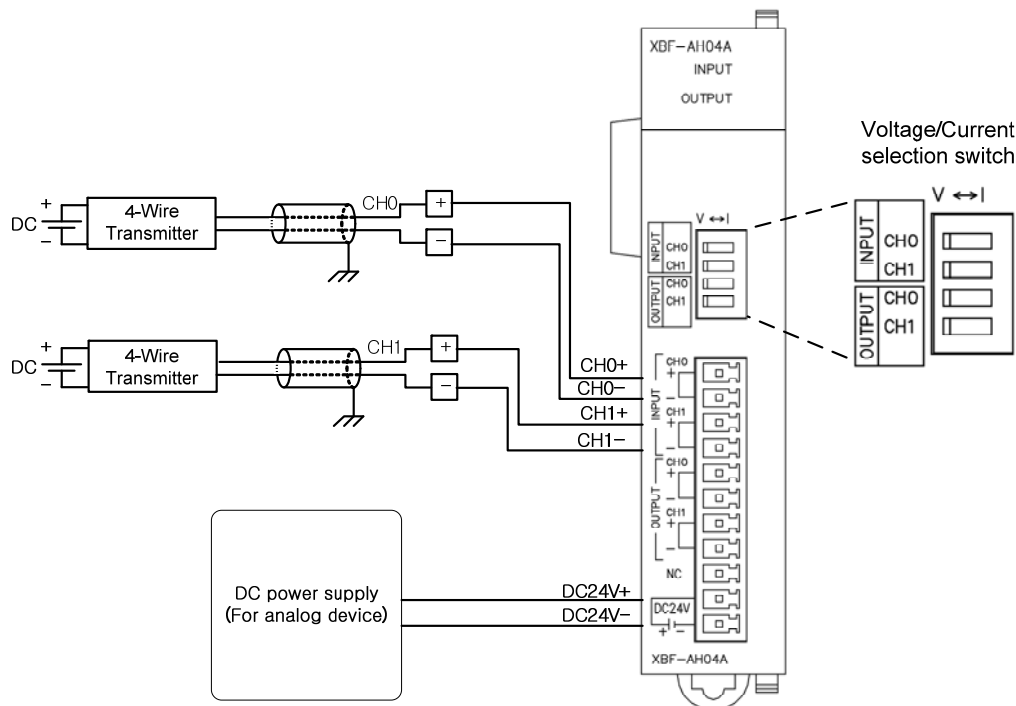 XBF-AH04A
INPUT
OUTPUT
Voltage/Current
selection switch
V ↔ I
INPUT
CH0
CH1
OUTPUT
CH0
CH1
V ↔ I
INPUT
CH0
CH1
OUTPUT
CH0
CH1
DC
+
−
4-Wire
Transmitter
CH0
+
−
DC
+
−
4-Wire
Transmitter
CH1
+
−
CH0+
CH0−
CH1+
CH1−
INPUT
CH0
+
−
CH1
+
−
OUTPUT
CH0
+
−
CH1
+
−
NC
DC power supply
(For analog device)
DC24V+
DC24V−
DC24V
+ −
XBF-AH04A